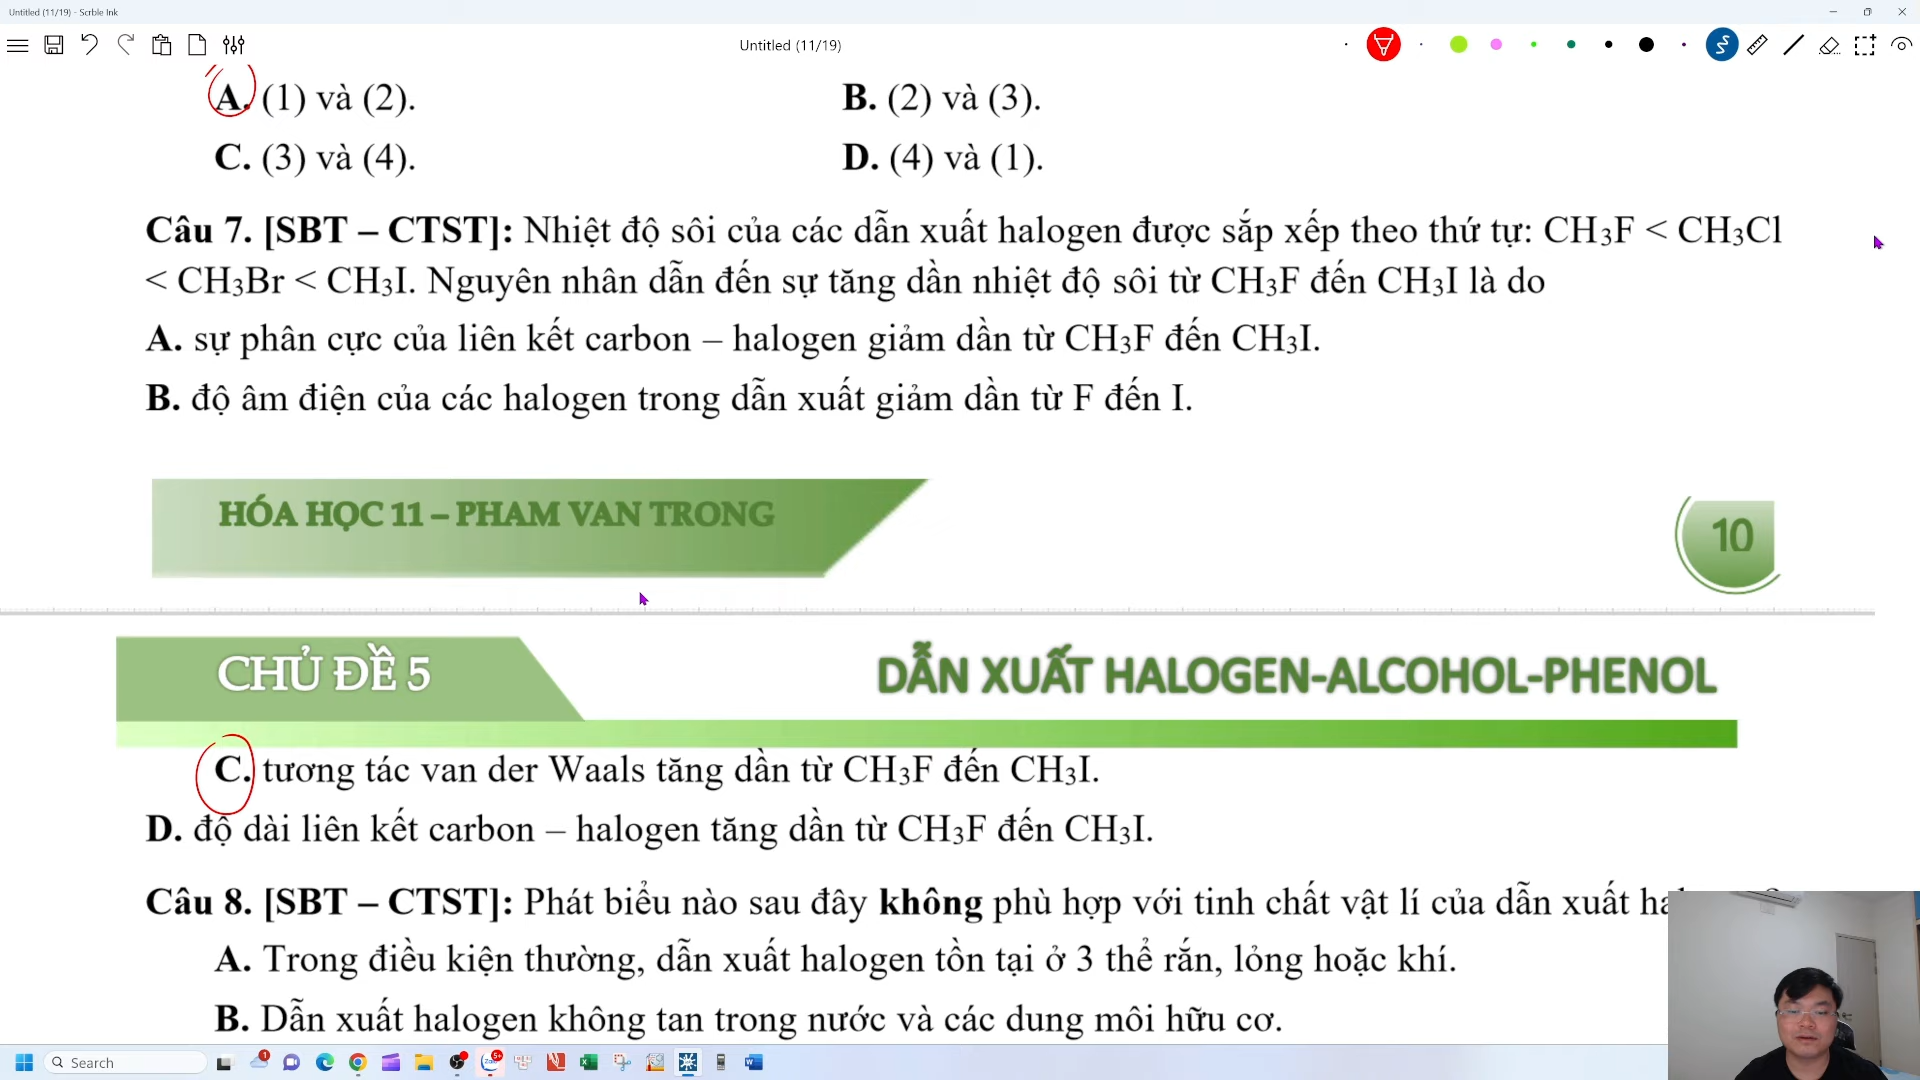 Untitled (11/19) - Scrble Ink
Untitled (11/19)
A. (1) và (2).
B. (2) và (3).
C. (3) và (4).
D. (4) và (1).
Câu 7. [SBT – CTST]: Nhiệt độ sôi của các dẫn xuất halogen được sắp xếp theo thứ tự: CH3F < CH3Cl
< CH3Br < CH3I. Nguyên nhân dẫn đến sự tăng dần nhiệt độ sôi từ CH3F đến CH3I là do
A. sự phân cực của liên kết carbon – halogen giảm dần từ CH3F đến CH3I.
B. độ âm điện của các halogen trong dẫn xuất giảm dần từ F đến I.
HÓA HỌC 11 – PHAM VAN TRONG
10
CHỦ ĐỀ 5
DẪN XUẤT HALOGEN-ALCOHOL-PHENOL
C. tương tác van der Waals tăng dần từ CH3F đến CH3I.
D. độ dài liên kết carbon – halogen tăng dần từ CH3F đến CH3I.
Câu 8. [SBT – CTST]: Phát biểu nào sau đây không phù hợp với tinh chất vật lí của dẫn xuất
A. Trong điều kiện thường, dẫn xuất halogen tồn tại ở 3 thể rắn, lỏng hoặc khí.
B. Dẫn xuất halogen không tan trong nước và các dung môi hữu cơ.
Search